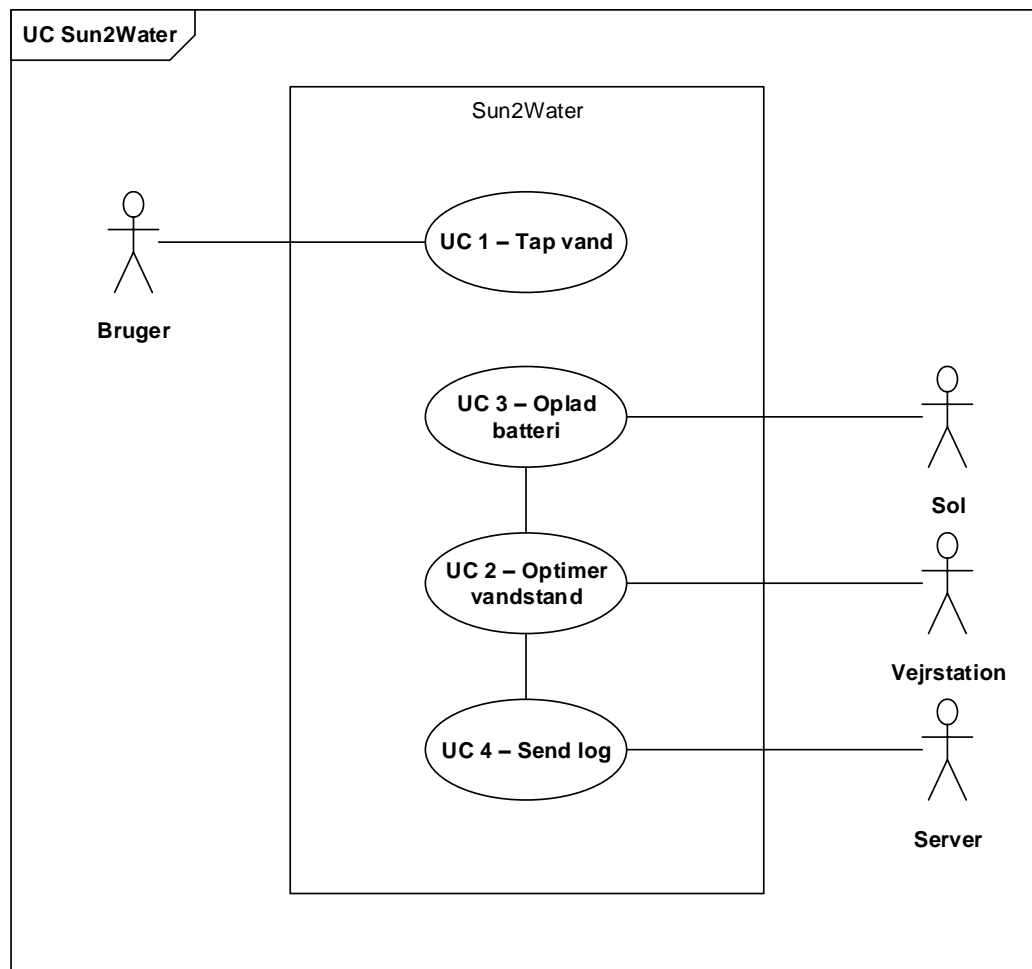 UC Sun2Water
Sun2Water
UC 1 – Tap vand
Bruger
UC 3 – Oplad
batteri
Sol
UC 2 – Optimer
vandstand
Vejrstation
UC 4 – Send log
Server